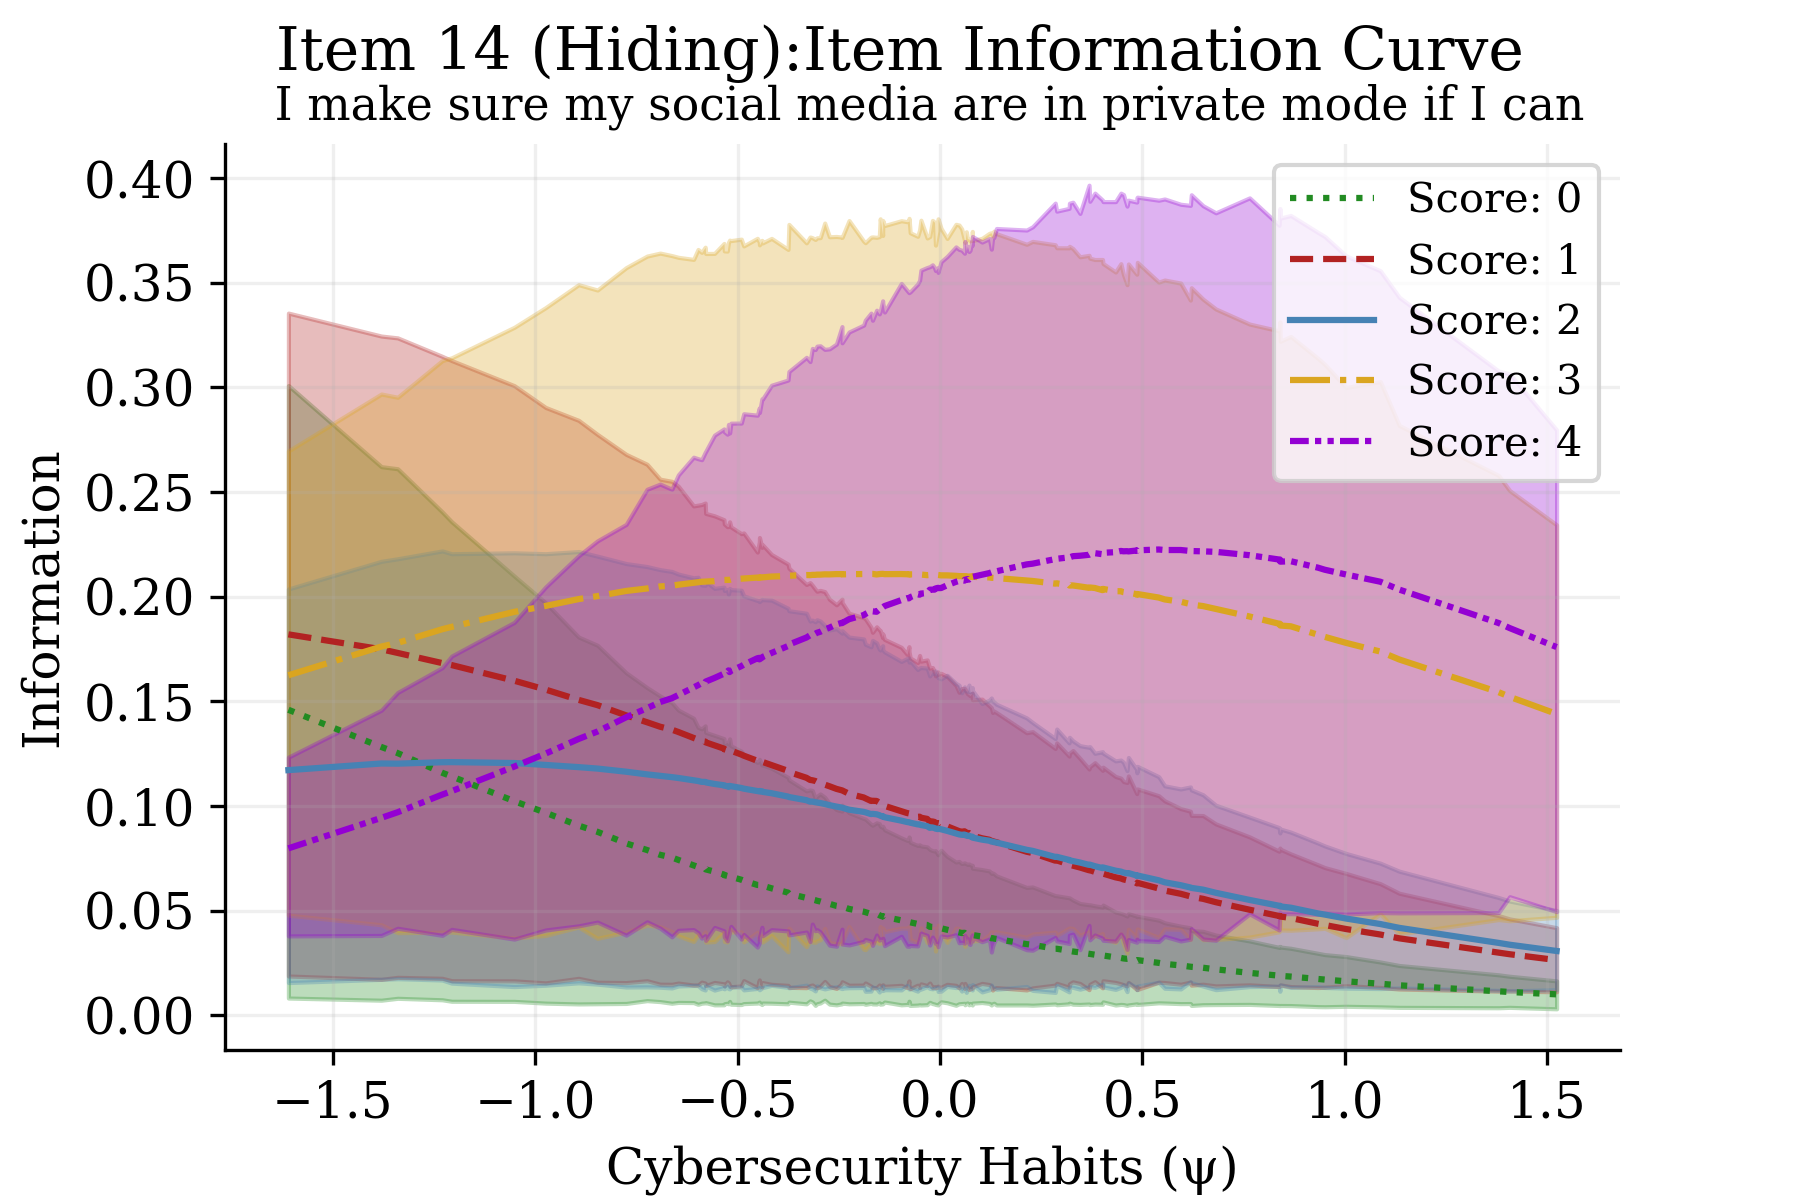 Item 14 (Hiding):Item Information Curve
I make sure my social media are in private mode if I can
0.40
0.35
0.30
0.25
0.20
0.15
0.10
0.05
0.00
Information
Score: 0
Score: 1
Score: 2
Score: 3
Score: 4
−1.5 −1.0 −0.5 0.0 0.5 1.0 1.5
Cybersecurity Habits (ψ)